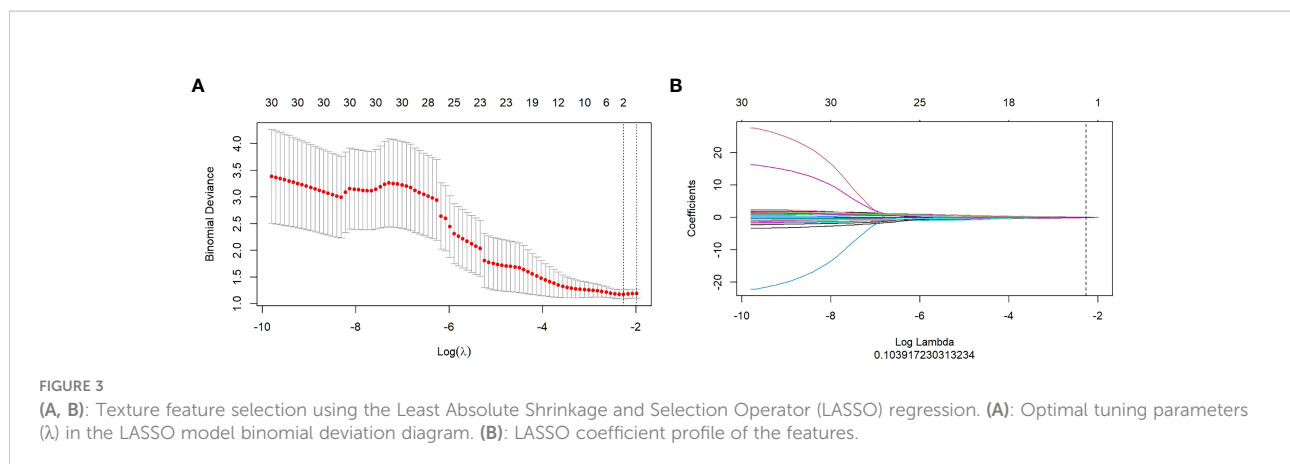 A
30 30 30 30 30 30 28 25 23 23 19 12 10 6 2
4.0
3.5
3.0
2.5
2.0
1.5
1.0
Binomial Deviance
-10 -8 -6 -4 -2
Log(λ)
B
30 30 25 18 1
20
10
0
-10
-20
Coefficients
-10 -8 -6 -4 -2
Log Lambda
0.103917230313234
FIGURE 3
(A, B): Texture feature selection using the Least Absolute Shrinkage and Selection Operator (LASSO) regression. (A): Optimal tuning parameters
(λ) in the LASSO model binomial deviation diagram. (B): LASSO coefficient profile of the features.